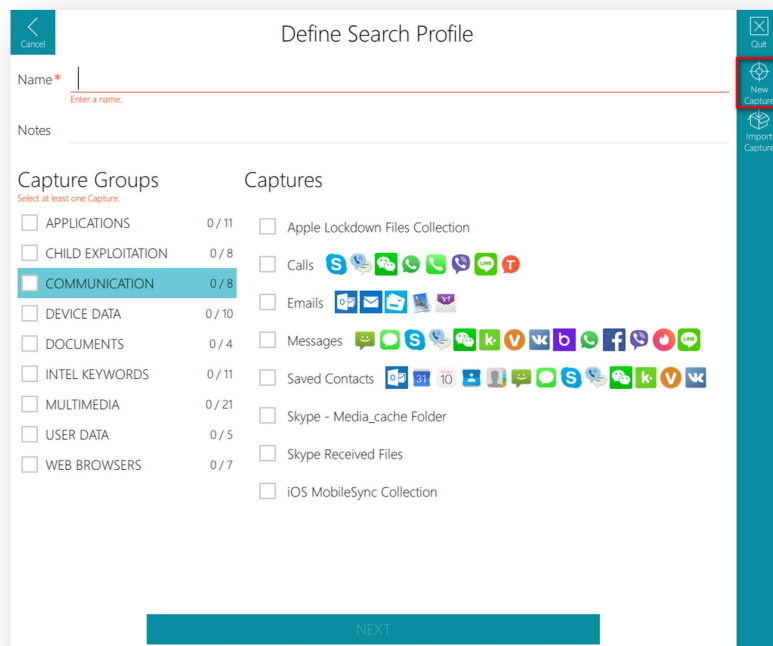 Cancel
Define Search Profile
Quit
Name*
Enter a name.
New
Capture
Notes
Import
Capture
Capture Groups
Select at least one Capture.
Captures
APPLICATIONS 0 / 11
CHILD EXPLOITATION 0 / 8
COMMUNICATION 0 / 8
DEVICE DATA 0 / 10
DOCUMENTS 0 / 4
INTEL KEYWORDS 0 / 11
MULTIMEDIA 0 / 21
USER DATA 0 / 5
WEB BROWSERS 0 / 7
Apple Lockdown Files Collection
Calls
Emails
Messages
Saved Contacts
Skype - Media_cache Folder
Skype Received Files
iOS MobileSync Collection
NEXT